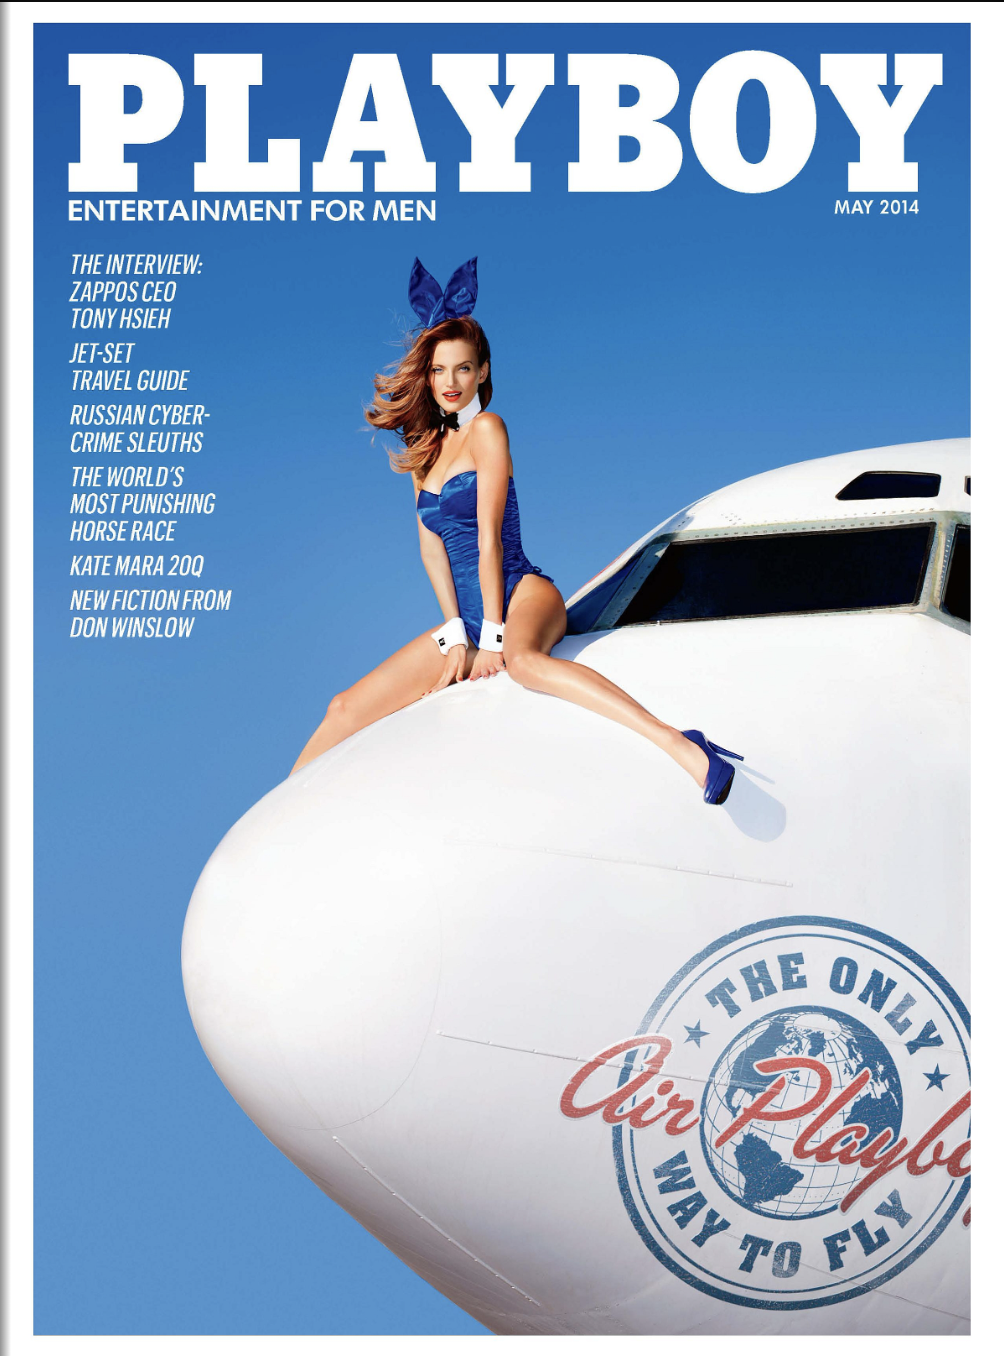 PLAYBOY
ENTERTAINMENT FOR MEN
MAY 2014
THE INTERVIEW:
ZAPPOS CEO
TONY HSIEH
JET-SET
TRAVEL GUIDE
RUSSIAN CYBER-
CRIME SLEUTHS
THE WORLD'S
MOST PUNISHING
HORSE RACE
KATE MARA 20Q
NEW FICTION FROM
DON WINSLOW
THE ONLY
Air Playbo
WAY TO FLY